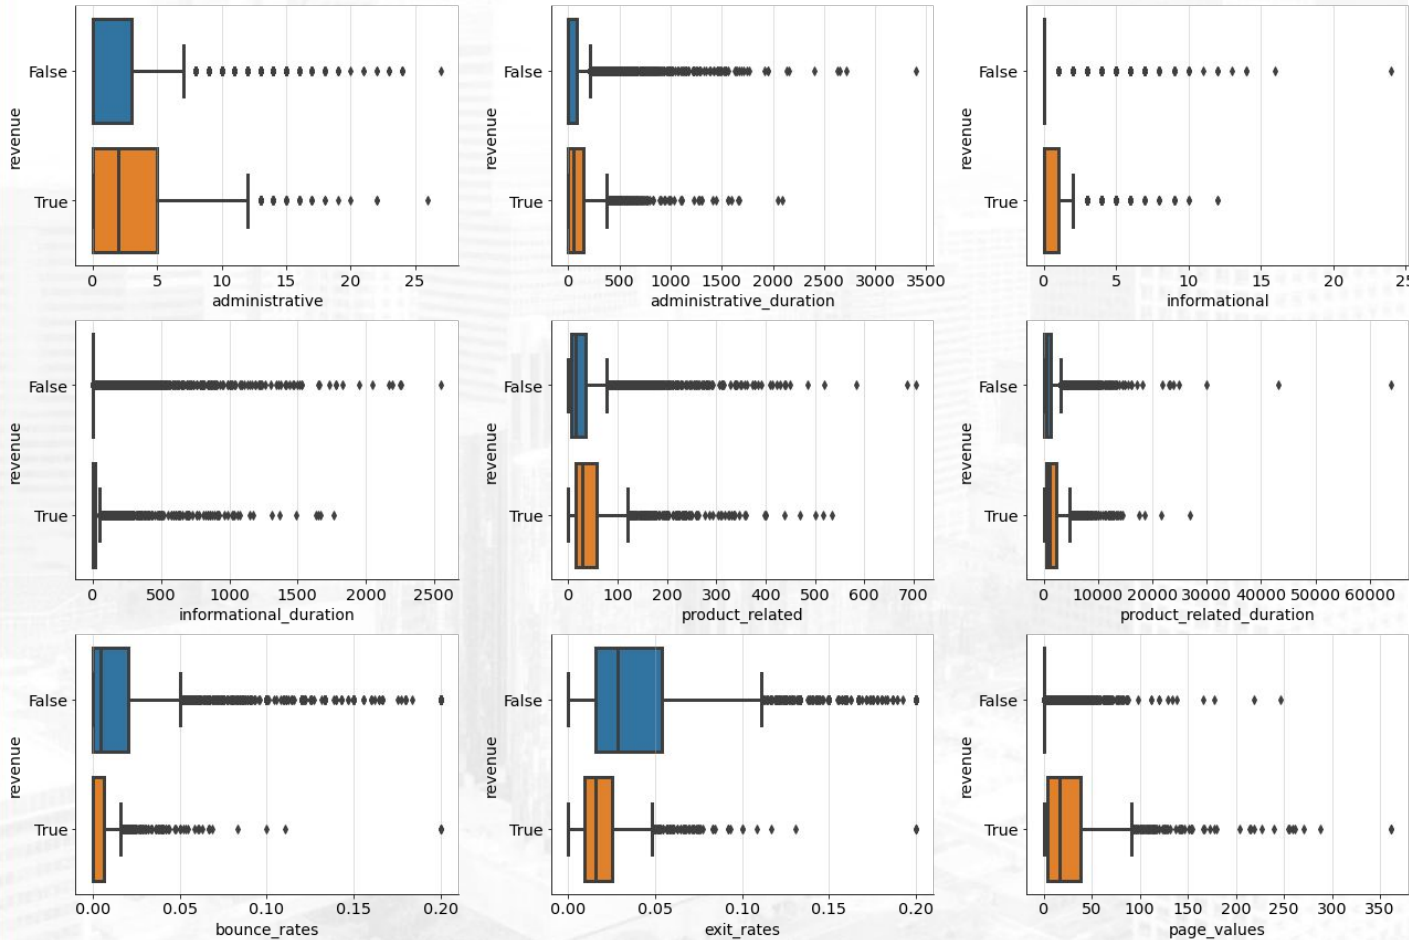 revenue
False
True
0 5 10 15 20 25
administrative
revenue
False
True
0 500 1000 1500 2000 2500 3000 3500
administrative_duration
revenue
False
True
0 5 10 15 20 25
informational
revenue
False
True
0 500 1000 1500 2000 2500
informational_duration
revenue
False
True
0 100 200 300 400 500 600 700
product_related
revenue
False
True
0 10000 20000 30000 40000 50000 60000
product_related_duration
revenue
False
True
0.00 0.05 0.10 0.15 0.20
bounce_rates
revenue
False
True
0.00 0.05 0.10 0.15 0.20
exit_rates
revenue
False
True
0 50 100 150 200 250 300 350
page_values